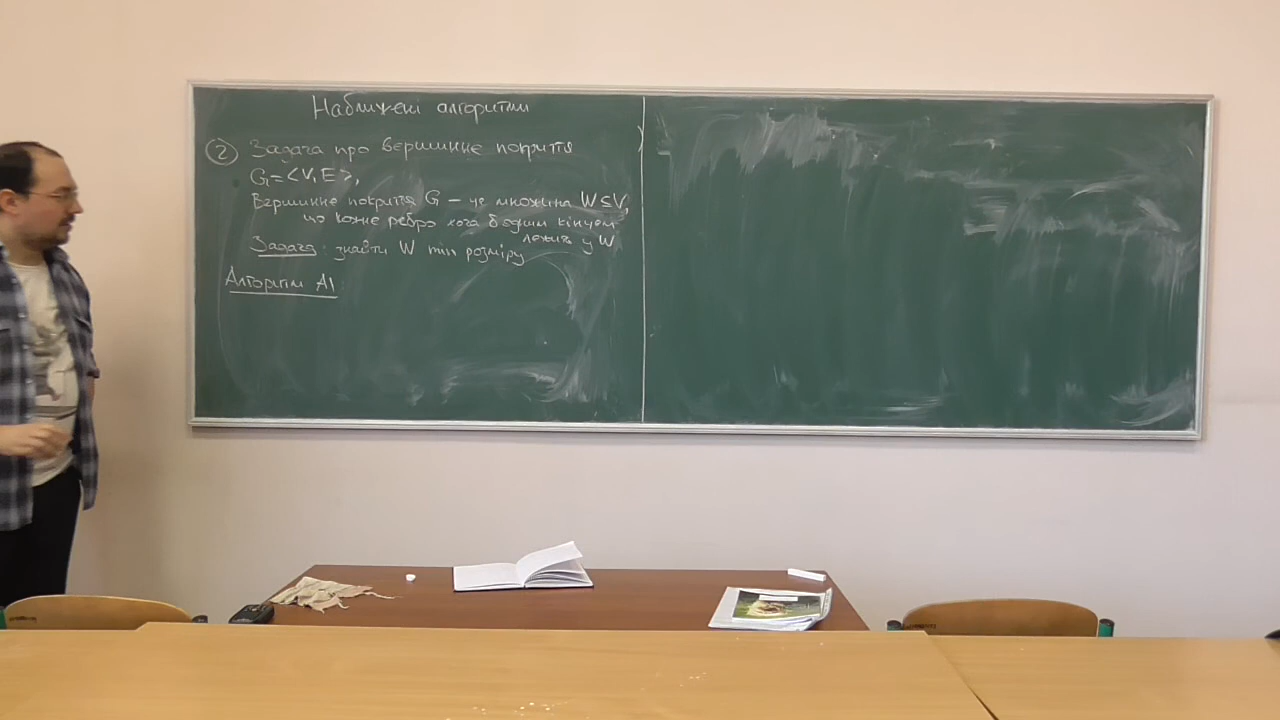 Наближені алгоритми
② Задача про вершинне покриття
G = <V, E>,
Вершинне покриття G – це множина W ⊆ V,
що кожне ребро хоча б одним кінцем
лежить у W
Задача: знайти W min розміру
Алгоритм A1: